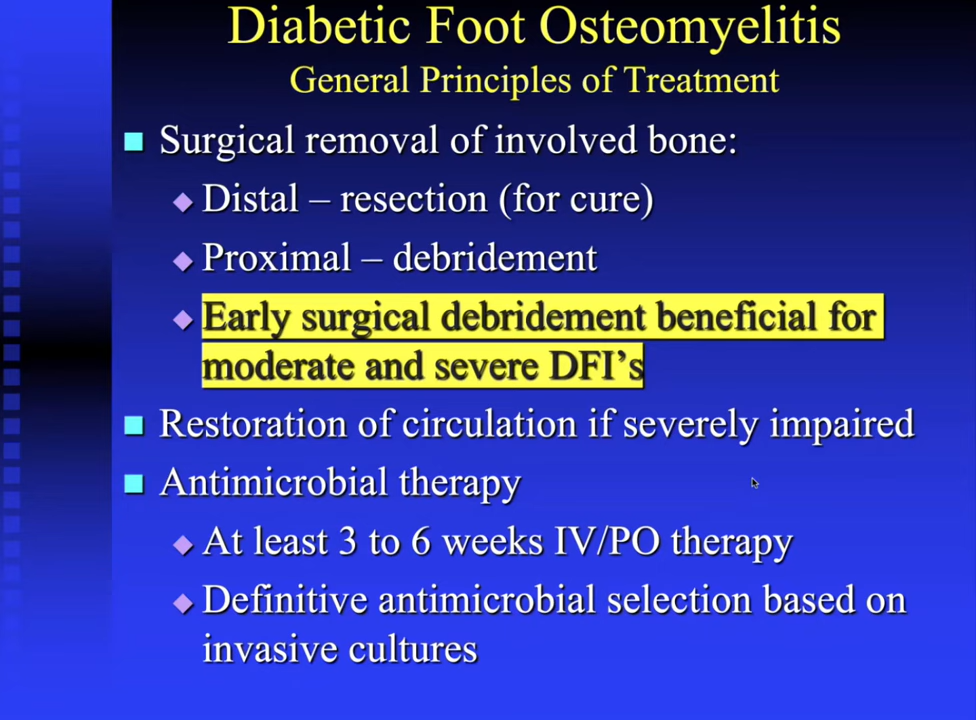 Diabetic Foot Osteomyelitis
General Principles of Treatment
Surgical removal of involved bone:
Distal – resection (for cure)
Proximal – debridement
Early surgical debridement beneficial for
moderate and severe DFI’s
Restoration of circulation if severely impaired
Antimicrobial therapy
At least 3 to 6 weeks IV/PO therapy
Definitive antimicrobial selection based on
invasive cultures